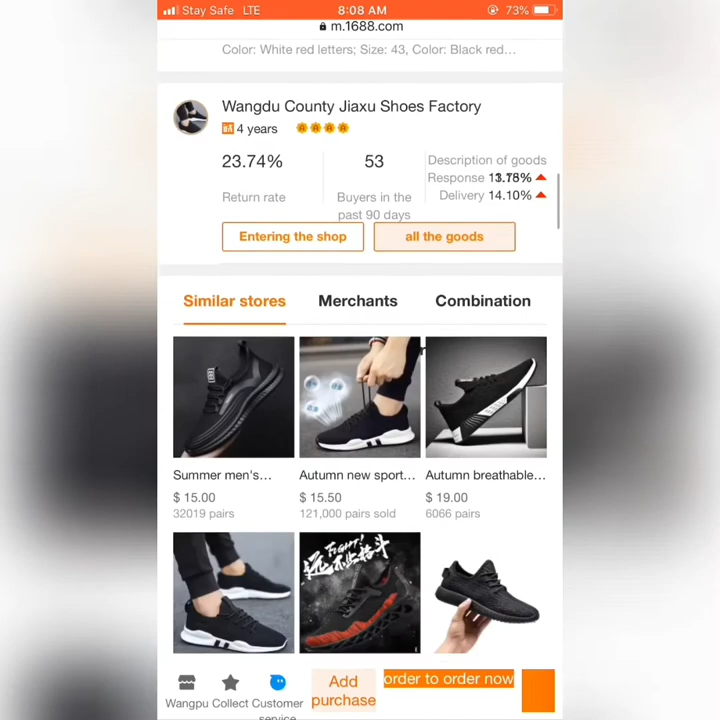 Stay Safe LTE 8:08 AM 73%
m.1688.com
Color: White red letters; Size: 43, Color: Black red…
Wangdu County Jiaxu Shoes Factory
4 years
23.74%
Return rate
53
Buyers in the
past 90 days
Description of goods
Response
Delivery 14.10%
Entering the shop
all the goods
Similar stores
Merchants
Combination
Summer men's…
$ 15.00
32019 pairs
Autumn new sport…
$ 15.50
121,000 pairs sold
Autumn breathable…
$ 19.00
6066 pairs
FIGHT!
Wangpu
Collect
Customer
service
Add
purchase
order to order now